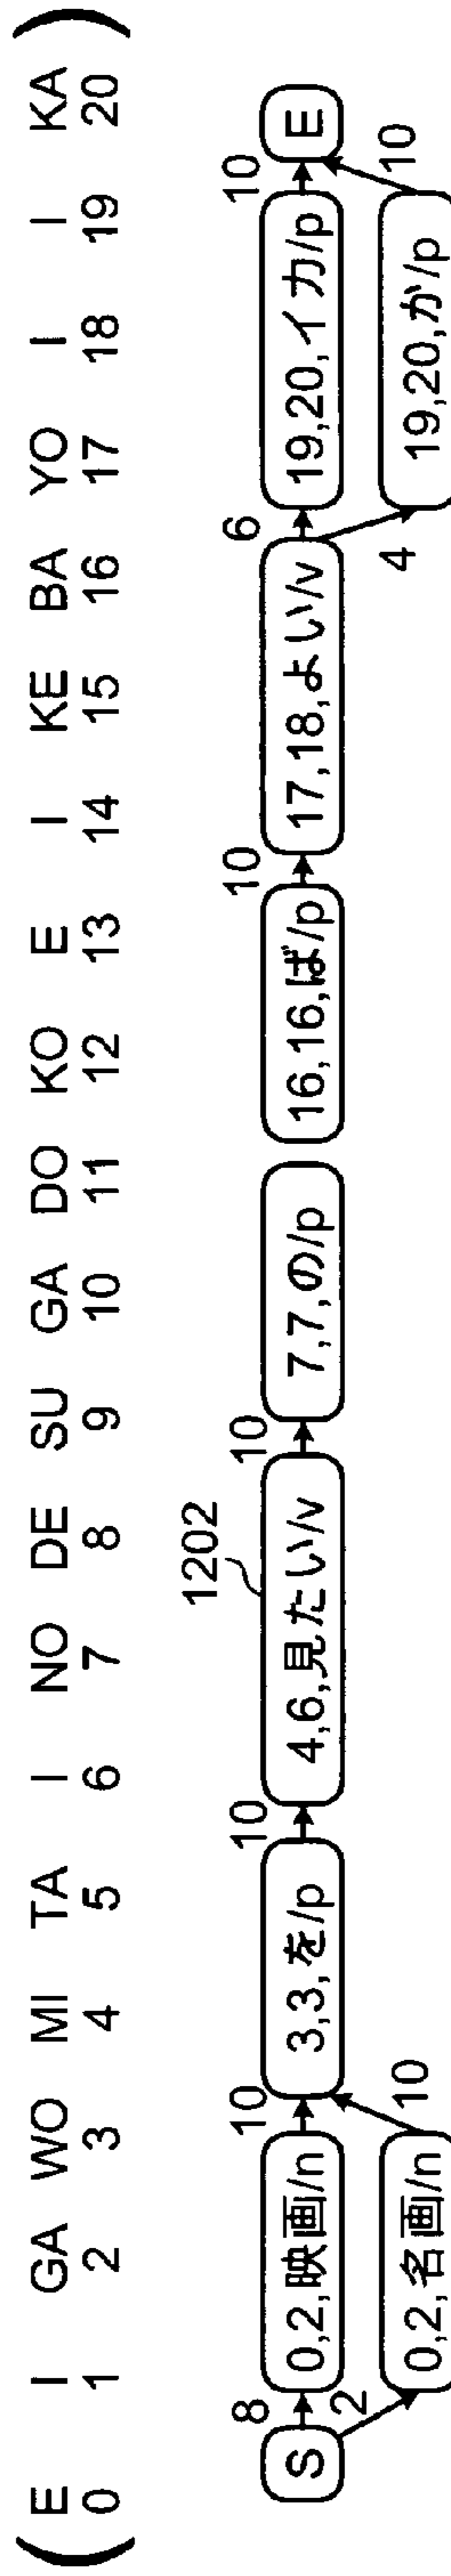 ( E I GA WO MI TA I NO DE SU GA DO KO E I KE BA YO I I KA )
0 1 2 3 4 5 6 7 8 9 10 11 12 13 14 15 16 17 18 19 20
1202
8 10 10 10 10 10 6 10
S 0,2,映画/n 3,3,を/p 4,6,見たい/v 7,7,の/p 16,16,ば/p 17,18,よい/v 19,20,イカ/p E
2 10 4 10
0,2,名画/n 19,20,か/p